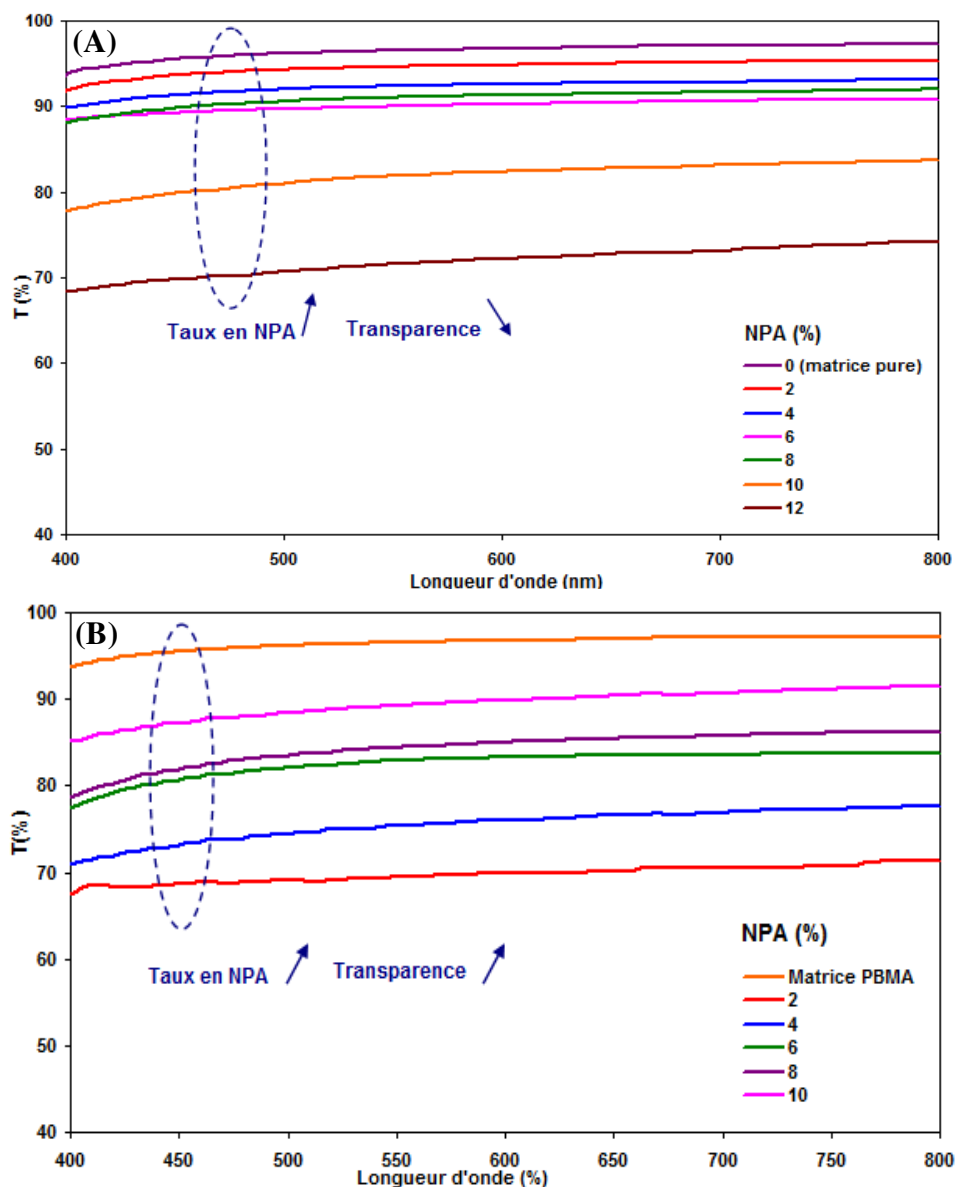 (A)
100
90
80
70
60
50
40
T (%)
400
500
600
700
800
Longueur d'onde (nm)
Taux en NPA
Transparence
NPA (%)
0 (matrice pure)
2
4
6
8
10
12
(B)
100
90
80
70
60
50
40
T(%)
400
450
500
550
600
650
700
750
800
Longueur d'onde (%)
Taux en NPA
Transparence
NPA (%)
Matrice PBMA
2
4
6
8
10